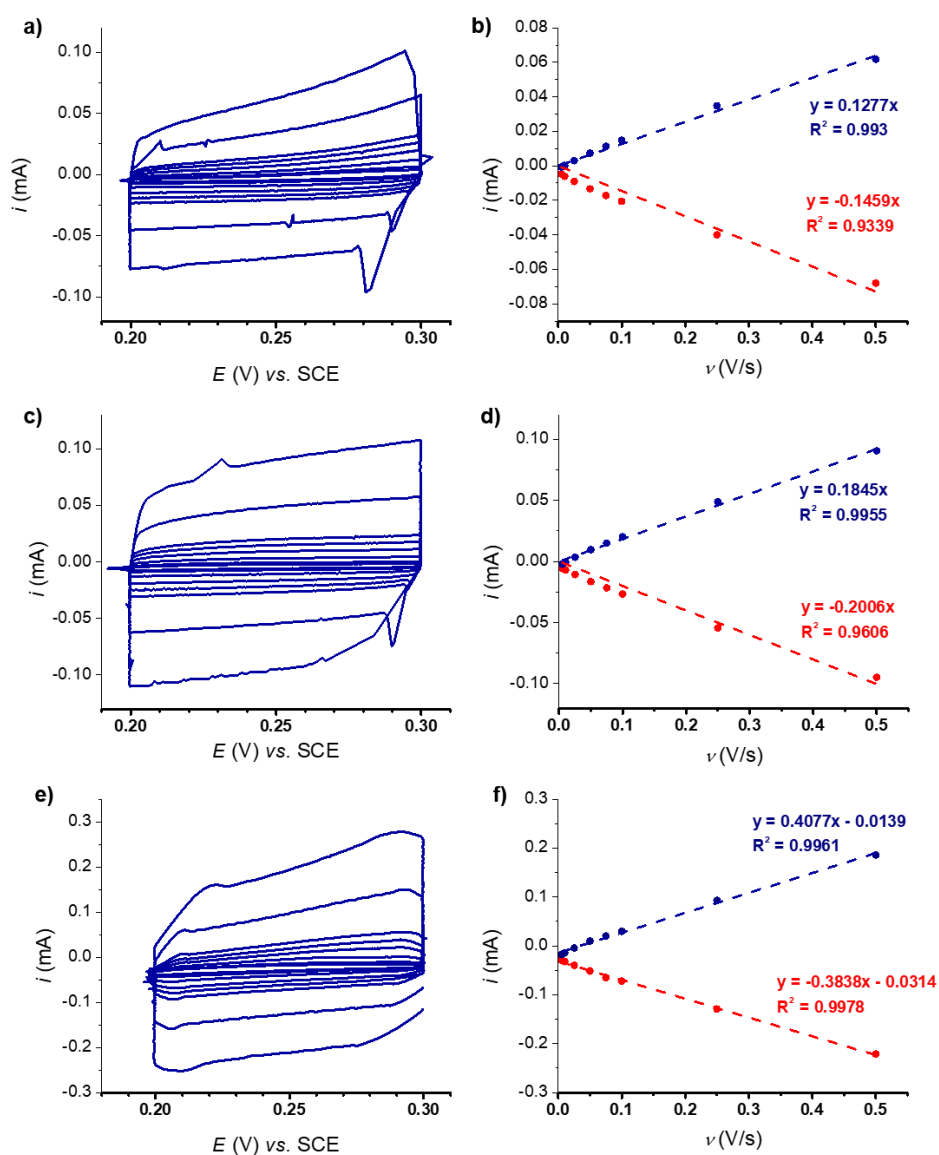 a)
0.10
0.05
0.00
-0.05
-0.10
i (mA)
0.20 0.25 0.30
E (V) vs. SCE
b)
0.08
0.06
0.04
0.02
0.00
-0.02
-0.04
-0.06
-0.08
i (mA)
y = 0.1277x
R² = 0.993
y = -0.1459x
R² = 0.9339
0.0 0.1 0.2 0.3 0.4 0.5
ν (V/s)
c)
0.10
0.05
0.00
-0.05
-0.10
i (mA)
0.20 0.25 0.30
E (V) vs. SCE
d)
0.10
0.05
0.00
-0.05
-0.10
i (mA)
y = 0.1845x
R² = 0.9955
y = -0.2006x
R² = 0.9606
0.0 0.1 0.2 0.3 0.4 0.5
ν (V/s)
e)
0.3
0.2
0.1
0.0
-0.1
-0.2
-0.3
i (mA)
0.20 0.25 0.30
E (V) vs. SCE
f)
0.3
0.2
0.1
0.0
-0.1
-0.2
-0.3
i (mA)
y = 0.4077x - 0.0139
R² = 0.9961
y = -0.3838x - 0.0314
R² = 0.9978
0.0 0.1 0.2 0.3 0.4 0.5
ν (V/s)